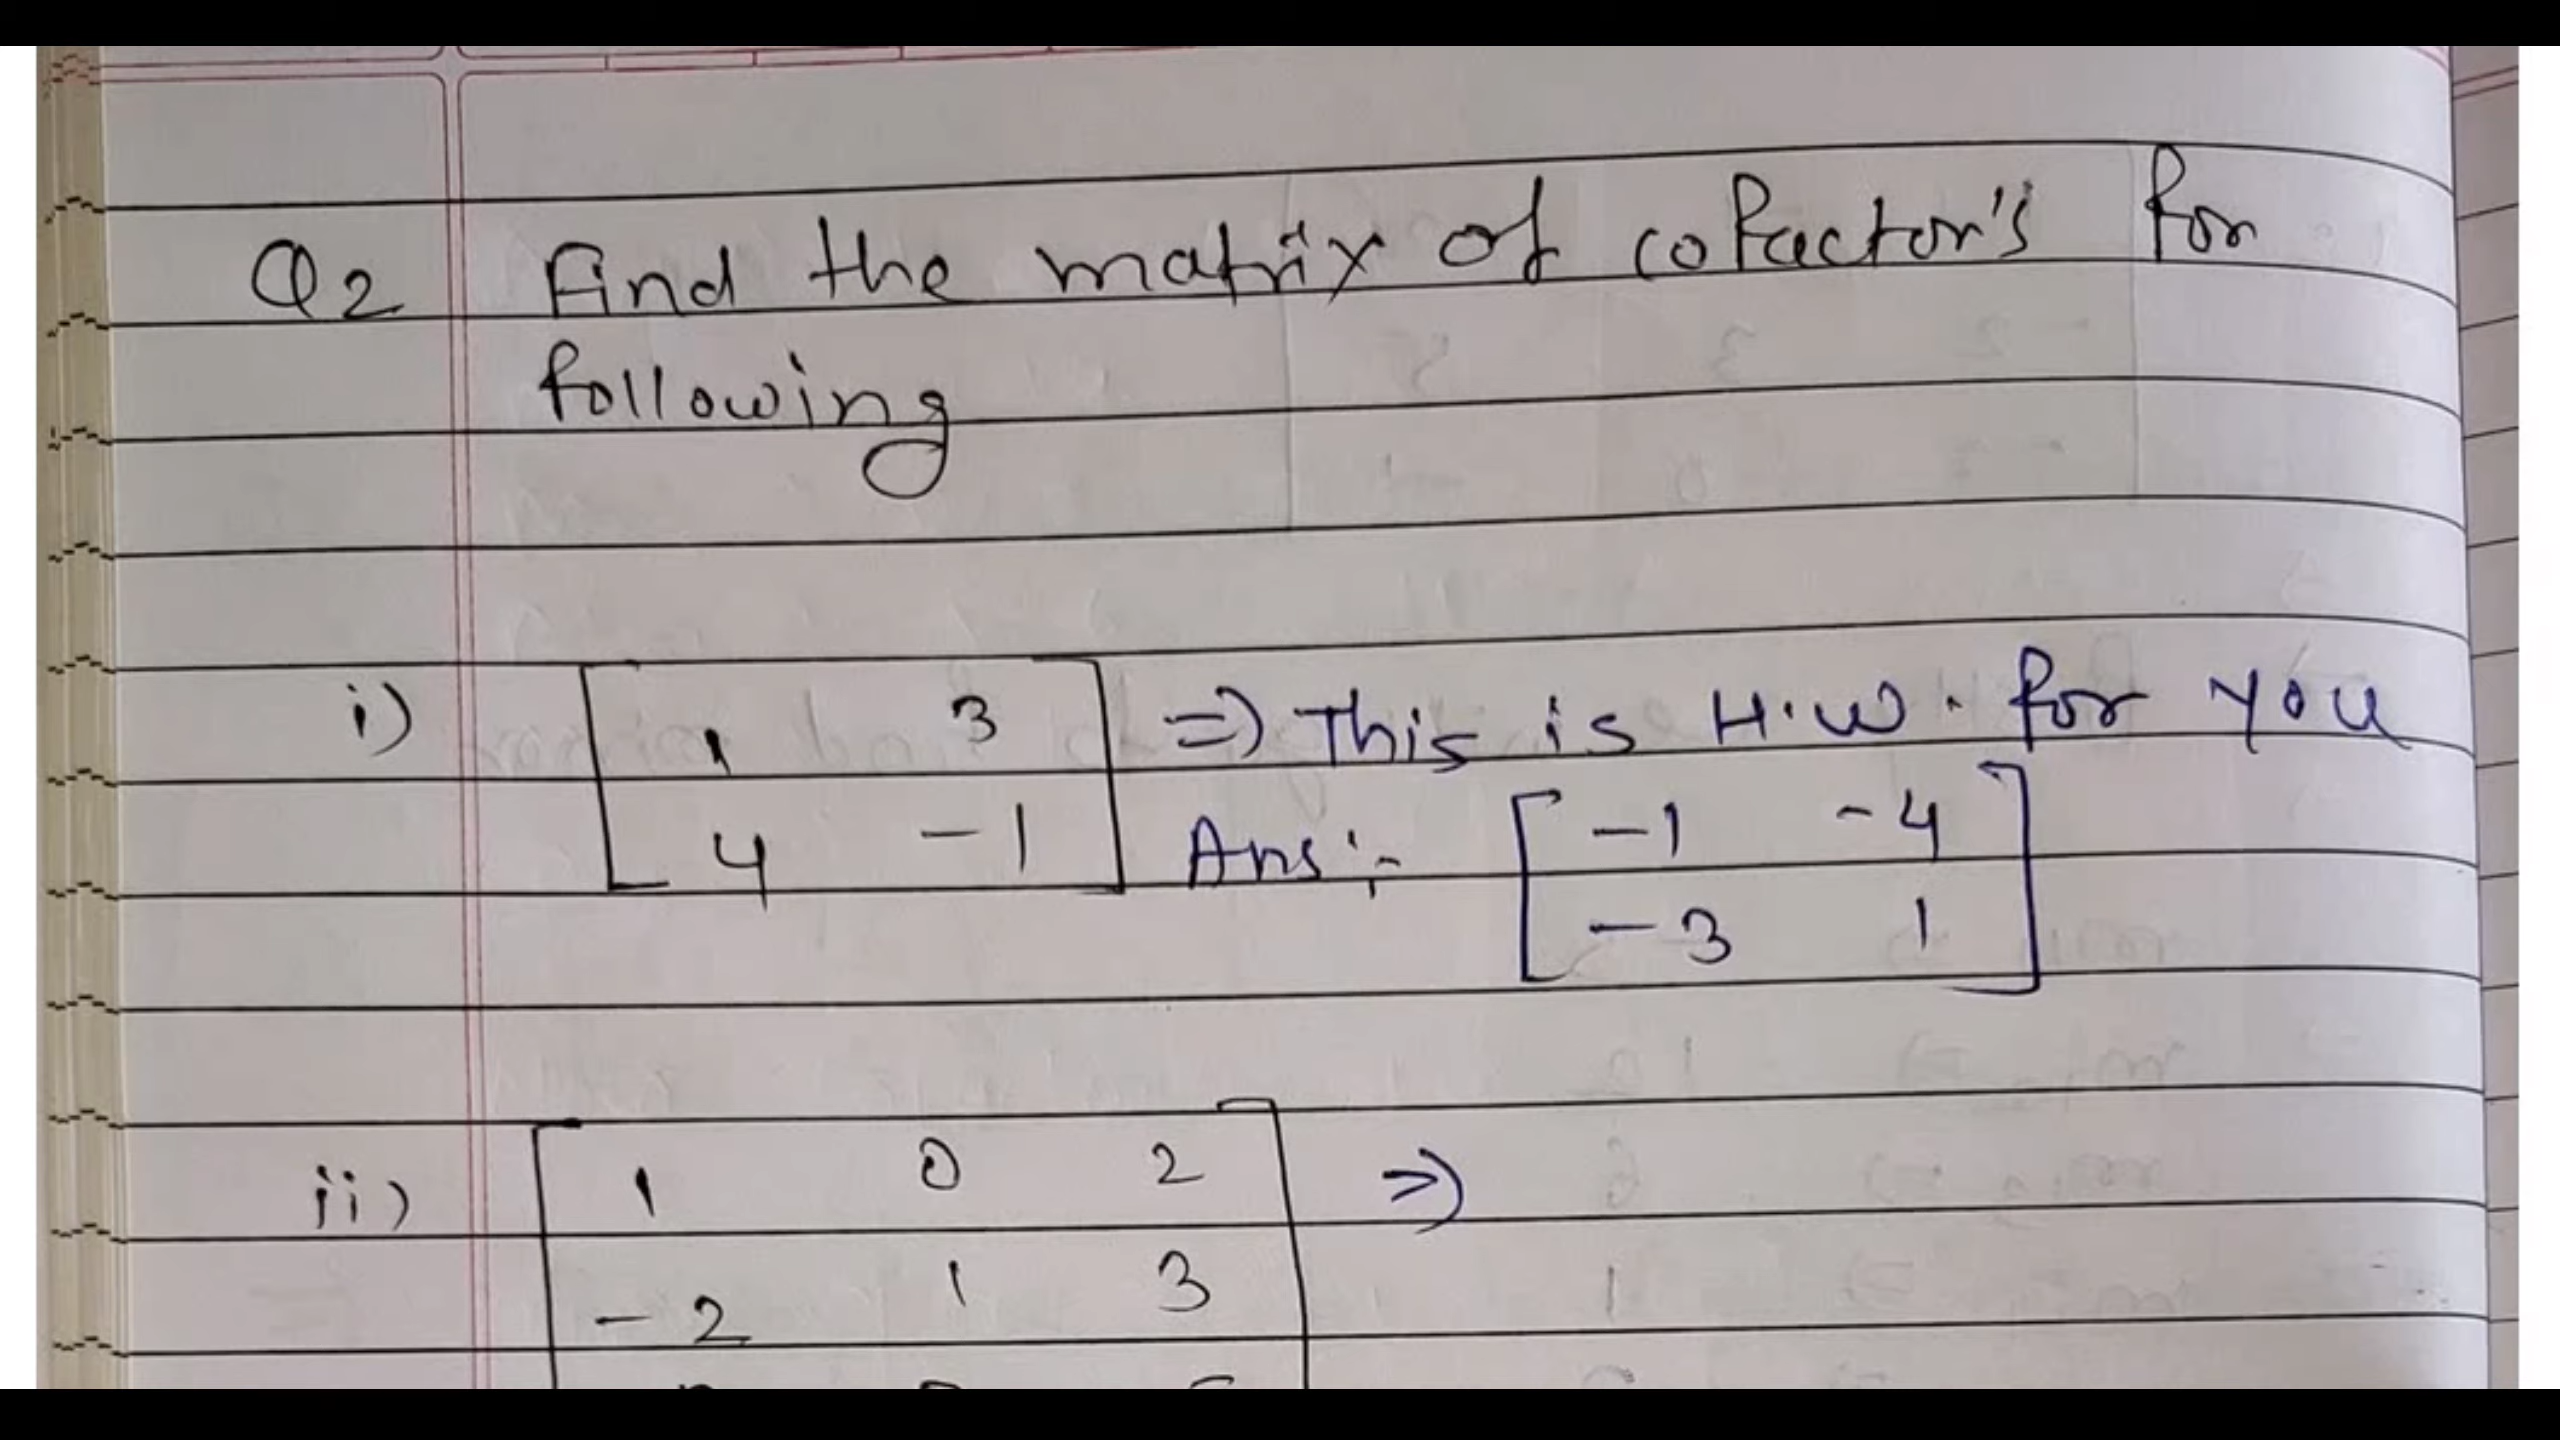 Q2 Find the matrix of cofactor's for
following
i) [ 1 3 ] => This is H.W. for you
[ 4 -1 ] Ans:- [ -1 -4 ]
[ -3 1 ]
ii) [ 1 0 2 ] =>
-2 1 3